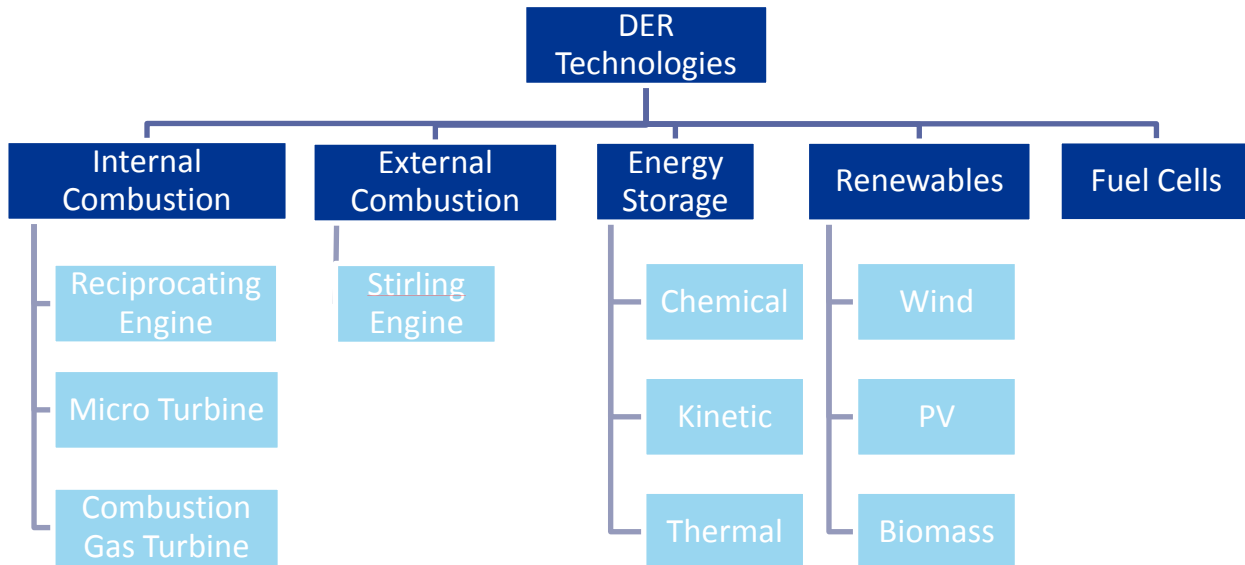 DER
Technologies
Internal
Combustion
External
Combustion
Energy
Storage
Renewables
Fuel Cells
Reciprocating
Engine
Micro Turbine
Combustion
Gas Turbine
Stirling
Engine
Chemical
Kinetic
Thermal
Wind
PV
Biomass